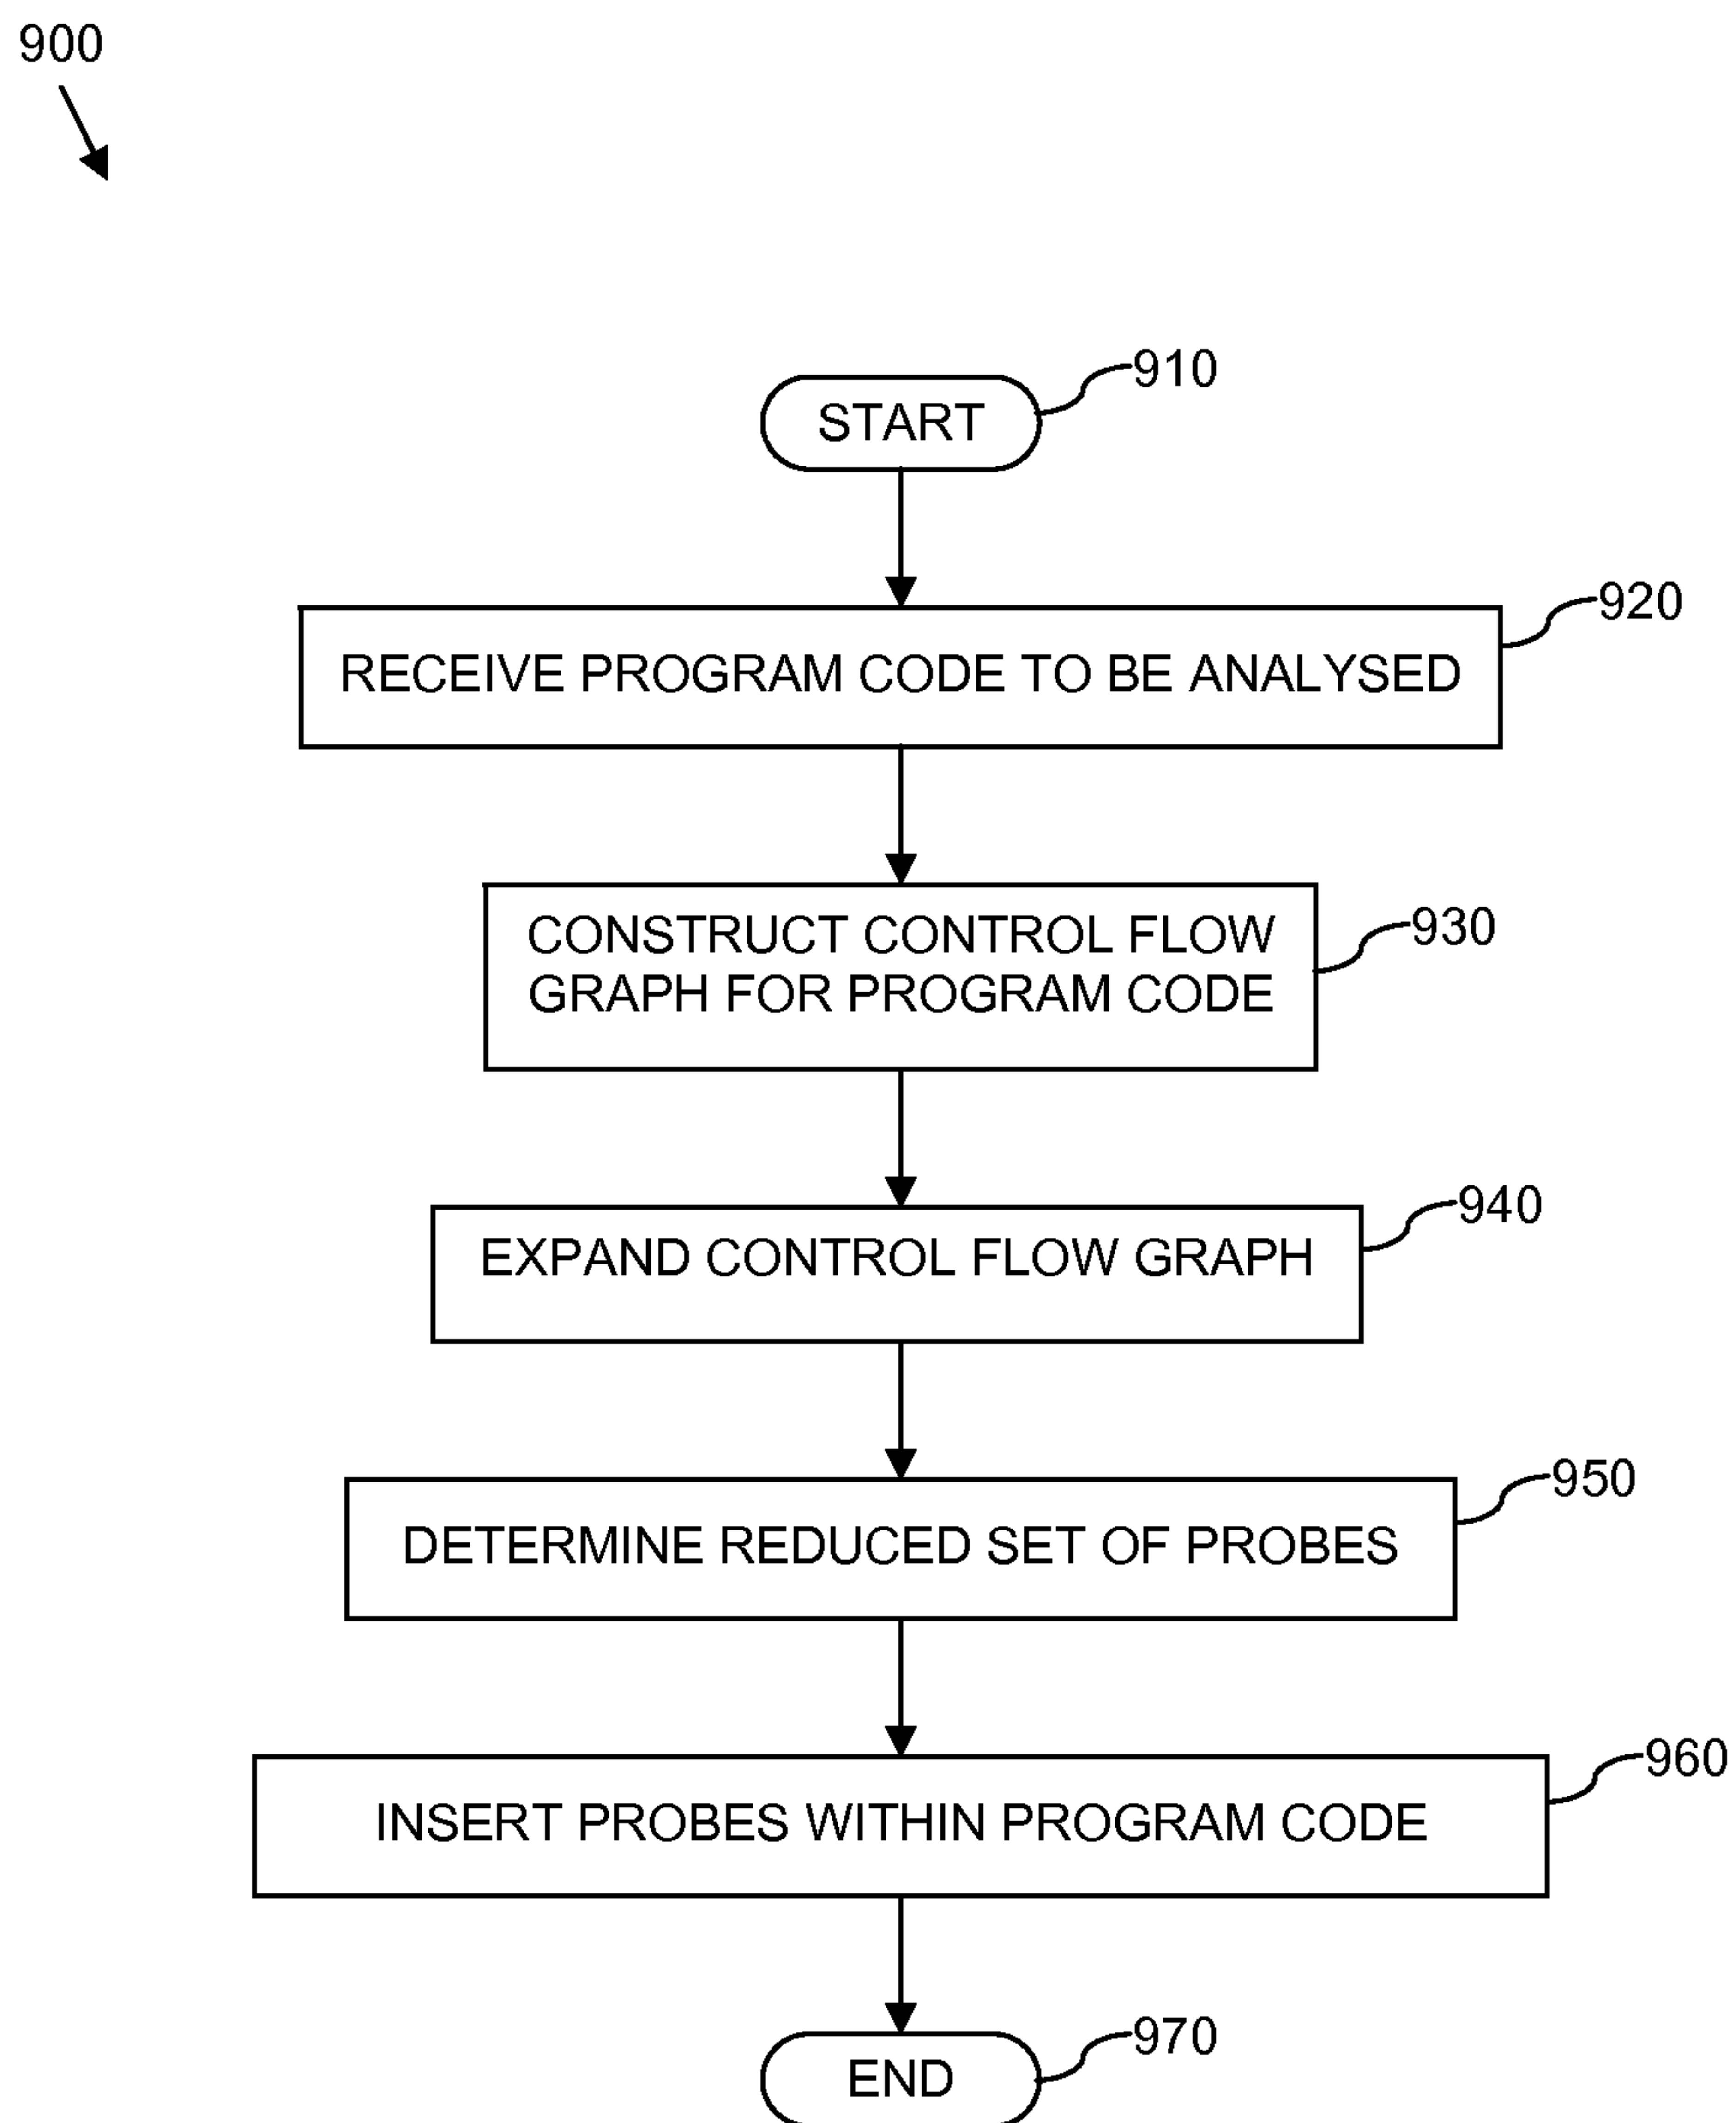 900
910
START
920
RECEIVE PROGRAM CODE TO BE ANALYSED
930
CONSTRUCT CONTROL FLOW
GRAPH FOR PROGRAM CODE
940
EXPAND CONTROL FLOW GRAPH
950
DETERMINE REDUCED SET OF PROBES
960
INSERT PROBES WITHIN PROGRAM CODE
970
END